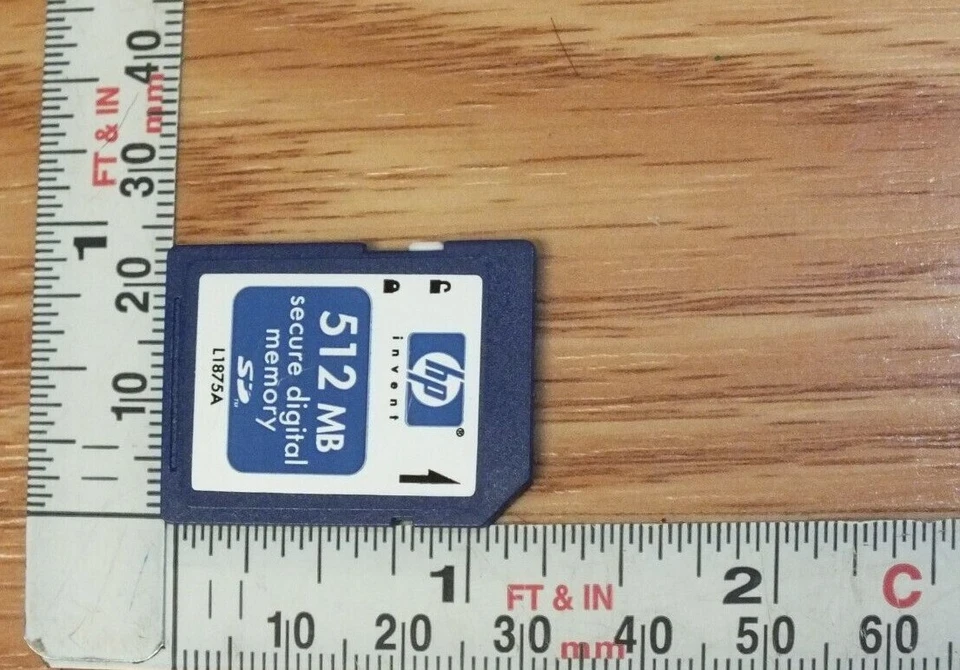 hp
invent
512 MB
secure digital
memory
SD™
L1875A
®
FT & IN
mm
10
20
30
40
1
1
2
FT & IN
C
10
20
30
mm
40
50
60